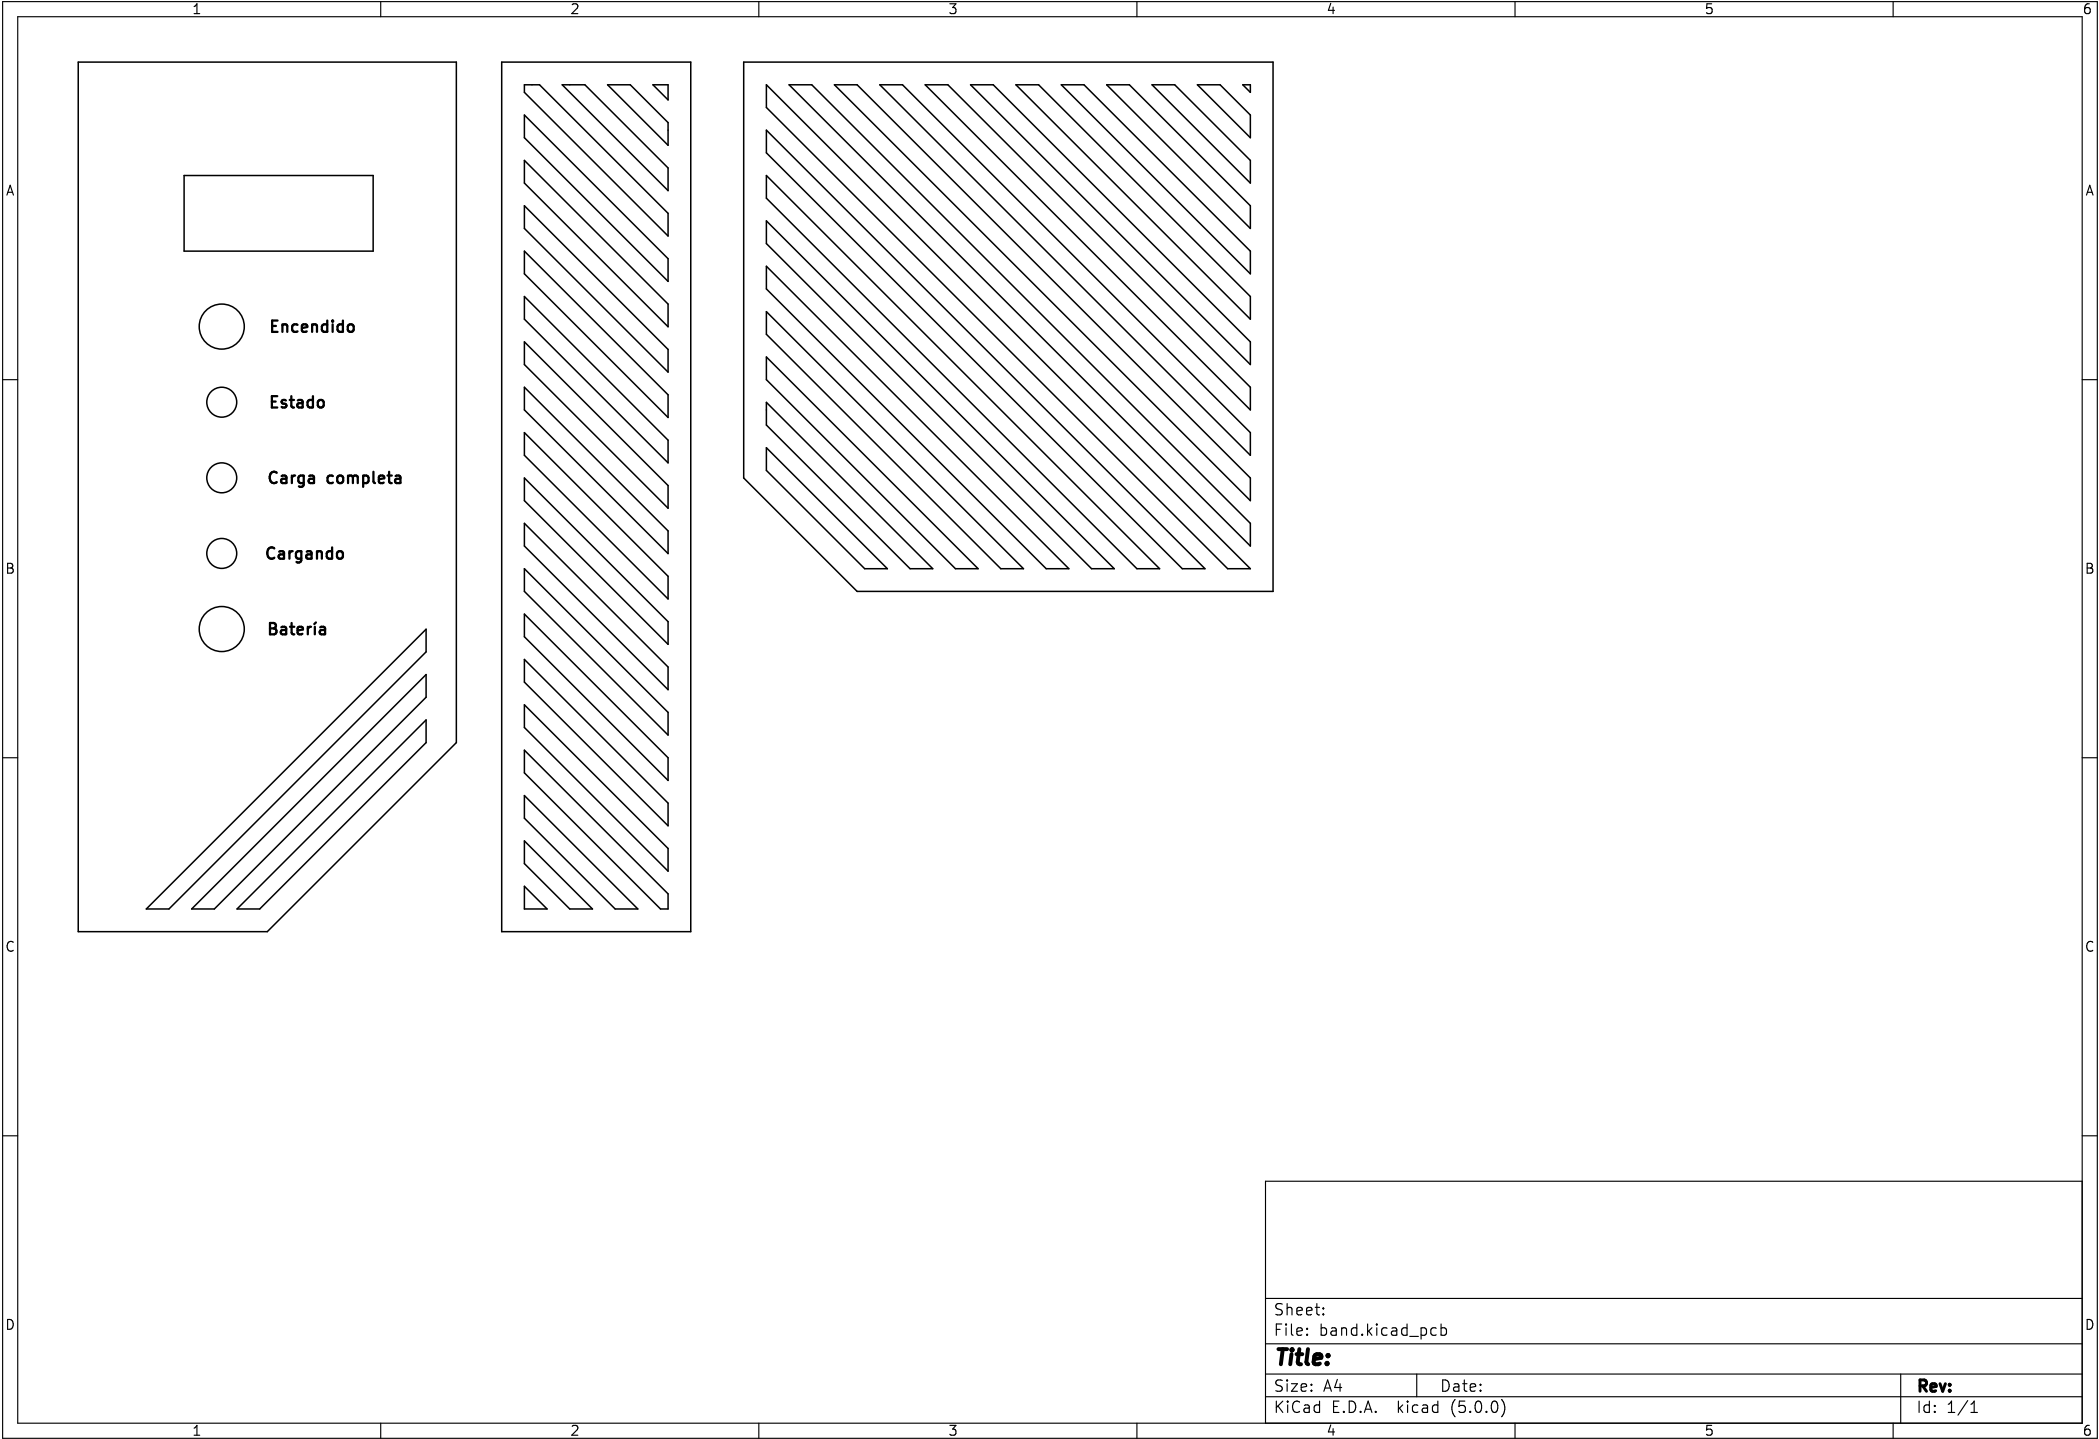 1 2 3 4 5 6
A A
Encendido
Estado
Carga completa
Cargando
B B
Batería
C C
Sheet:
File: band.kicad_pcb
D D
Title:
Size: A4 Date: Rev:
KiCad E.D.A. kicad (5.0.0) Id: 1/1
1 2 3 4 5 6